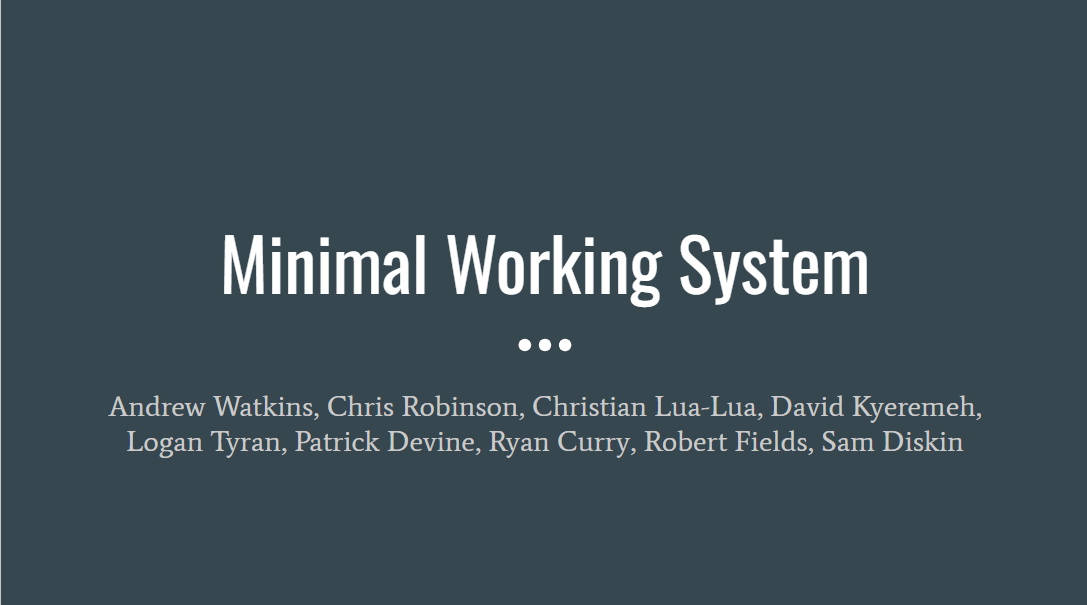 Minimal Working System
Andrew Watkins, Chris Robinson, Christian Lua-Lua, David Kyeremeh,
Logan Tyran, Patrick Devine, Ryan Curry, Robert Fields, Sam Diskin